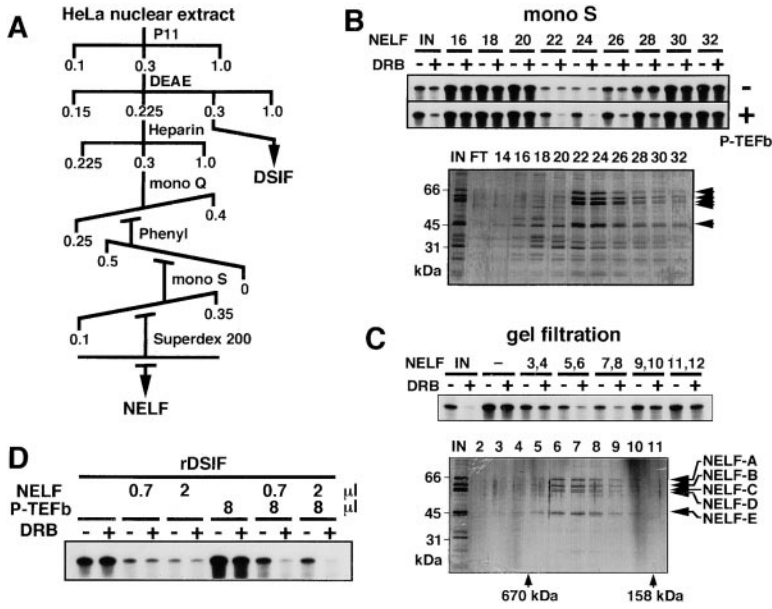 A
HeLa nuclear extract
P11
0.1 0.3 1.0
DEAE
0.15 0.225 0.3 1.0
Heparin
0.225 0.3 1.0
DSIF
mono Q
0.4
0.25
Phenyl
0.5
0
mono S
0.35
0.1
Superdex 200
NELF
B
mono S
NELF IN 16 18 20 22 24 26 28 30 32
DRB - + - + - + - + - + - + - + - + - + - +
-
+
P-TEFb
IN FT 14 16 18 20 22 24 26 28 30 32
66
45
31
kDa
C
gel filtration
NELF IN – 3,4 5,6 7,8 9,10 11,12
DRB - + - + - + - + - + - + - +
IN 2 3 4 5 6 7 8 9 10 11
66
45
31
kDa
NELF-A
NELF-B
NELF-C
NELF-D
NELF-E
670 kDa 158 kDa
D
rDSIF
NELF 0.7 2 0.7 2 μl
P-TEFb 8 8 8 μl
DRB - + - + - + - + - + - +